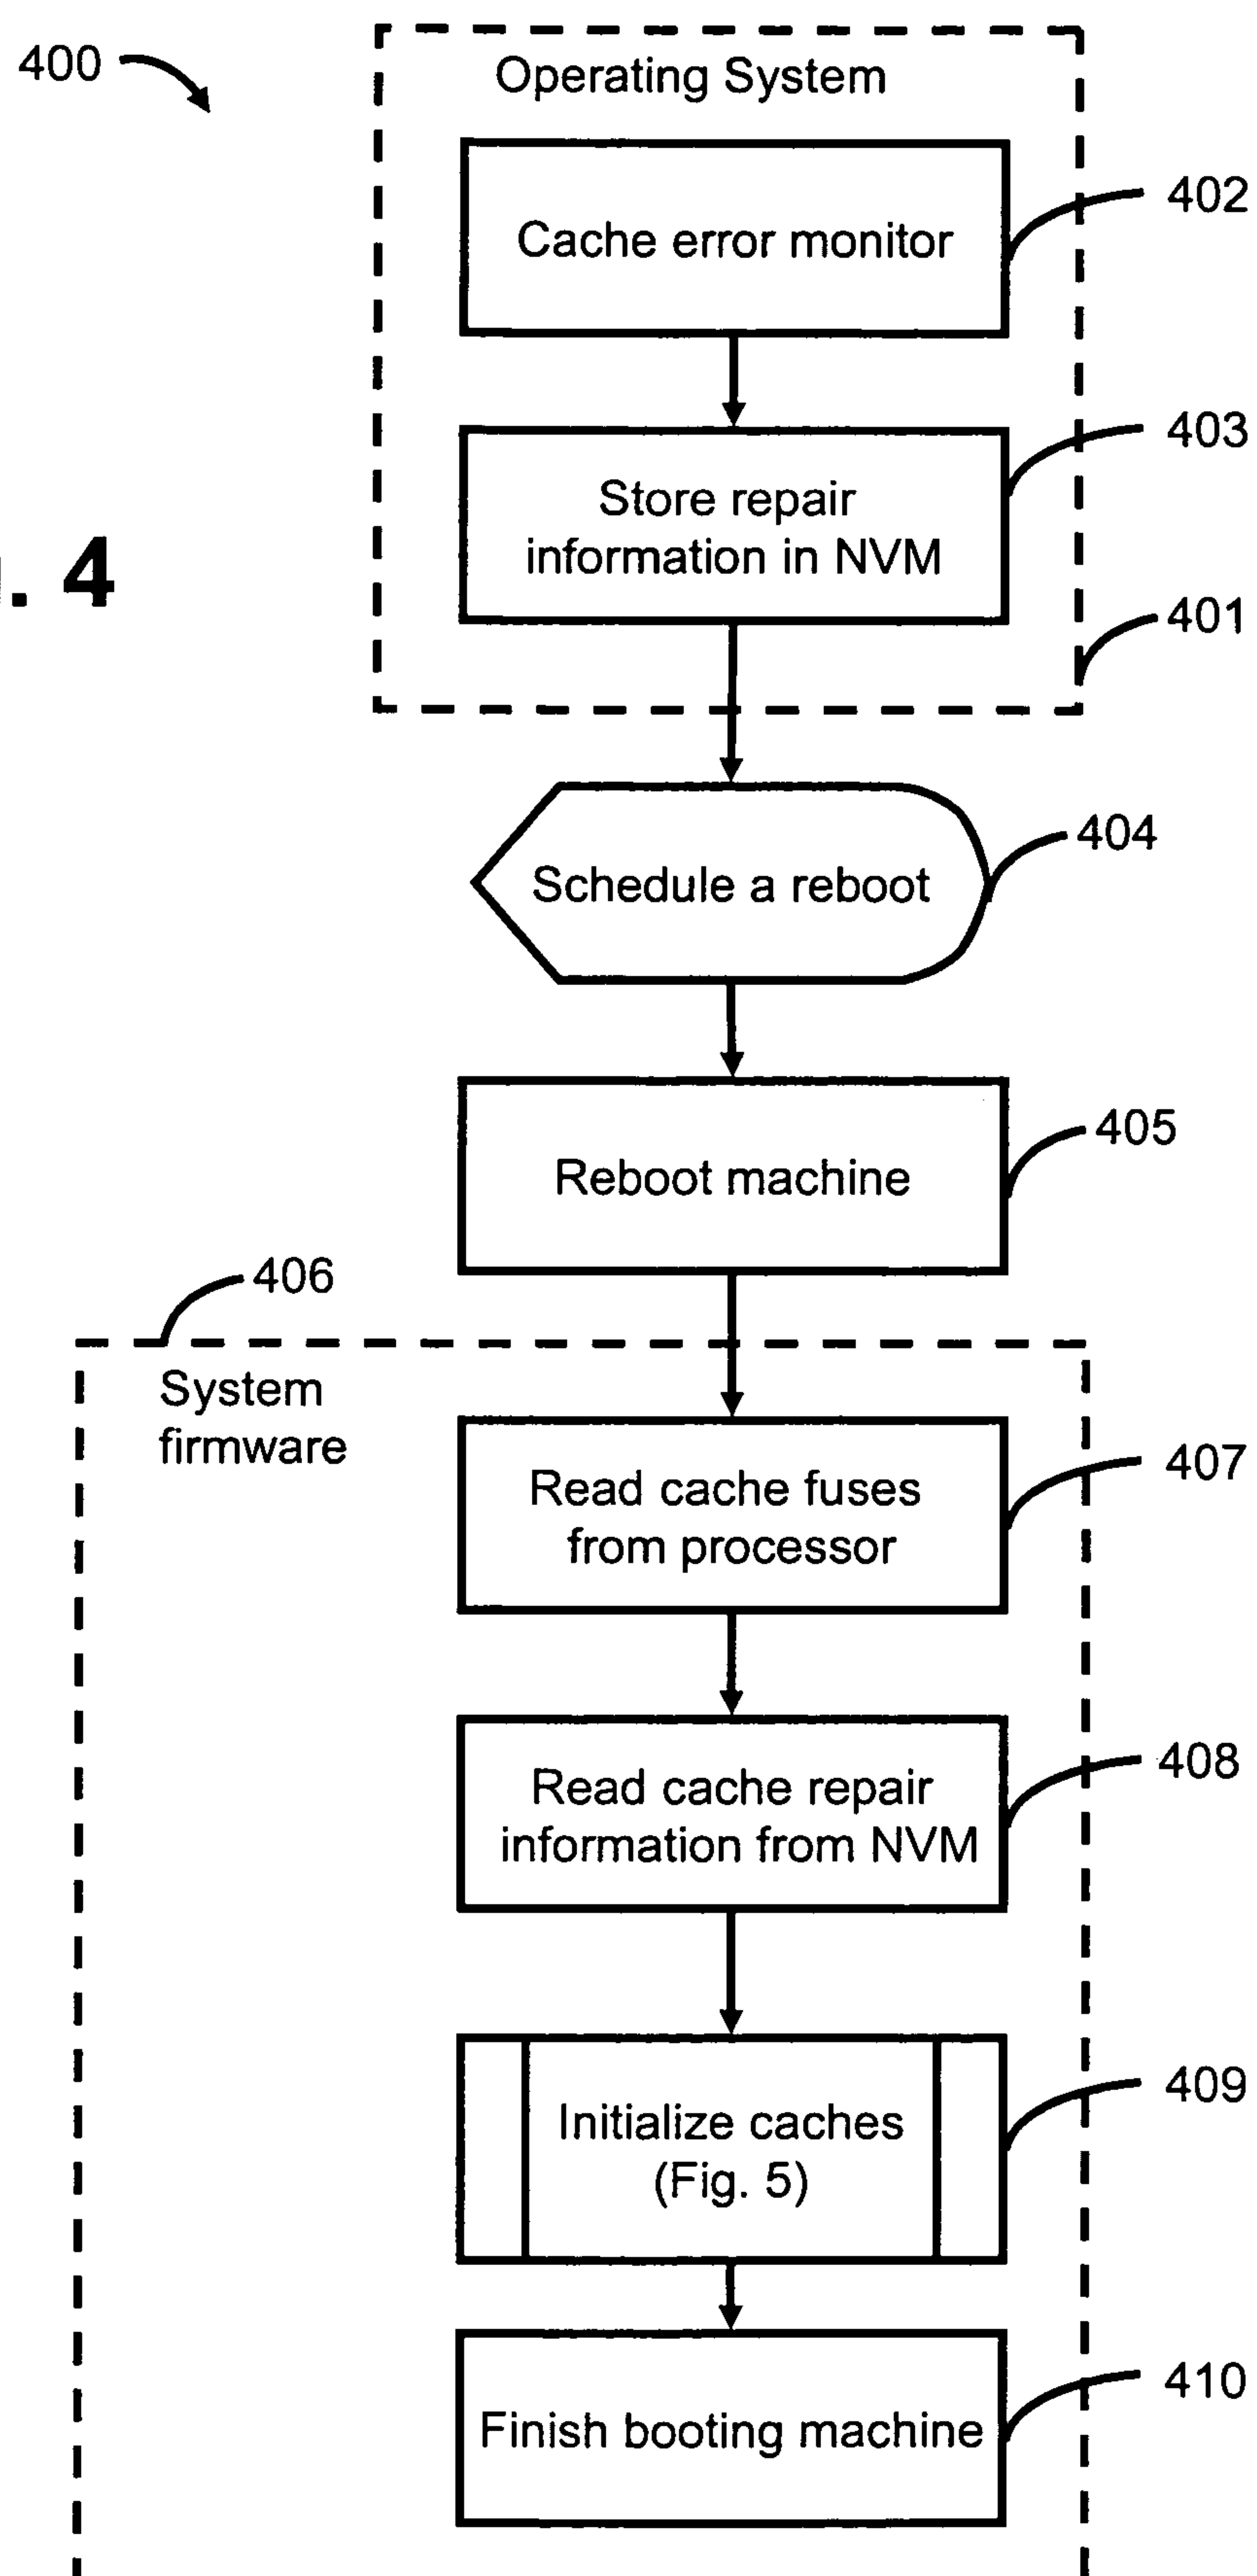 400
Operating System
Cache error monitor
402
Store repair
information in NVM
403
. 4
401
Schedule a reboot
404
Reboot machine
405
406
System
firmware
Read cache fuses
from processor
407
Read cache repair
information from NVM
408
Initialize caches
(Fig. 5)
409
Finish booting machine
410